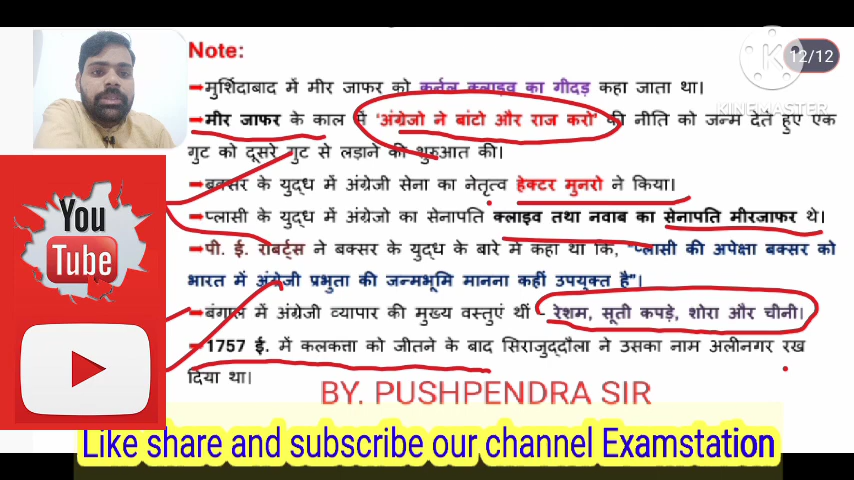 Note:
12/12
KINEMASTER
➡मुर्शिदाबाद में मीर जाफर को कर्नल क्लाइव का गीदड़ कहा जाता था।
➡मीर जाफर के काल में 'अंग्रेजो ने बांटो और राज करो' की नीति को जन्म देते हुए एक
गुट को दूसरे गुट से लड़ाने की शुरुआत की।
➡बक्सर के युद्ध में अंग्रेजी सेना का नेतृत्व हेक्टर मुनरो ने किया।
➡प्लासी के युद्ध में अंग्रेजो का सेनापति क्लाइव तथा नवाब का सेनापति मीरजाफर थे।
➡पी. ई. राबर्ट्स ने बक्सर के युद्ध के बारे में कहा था कि, "प्लासी की अपेक्षा बक्सर को
भारत में अंग्रेजी प्रभुता की जन्मभूमि मानना कहीं उपयुक्त है"।
➡बंगाल में अंग्रेजी व्यापार की मुख्य वस्तुएं थीं - रेशम, सूती कपड़े, शोरा और चीनी।
➡1757 ई. में कलकत्ता को जीतने के बाद सिराजुद्दौला ने उसका नाम अलीनगर रख
दिया था।
You
Tube
BY. PUSHPENDRA SIR
Like share and subscribe our channel Examstation